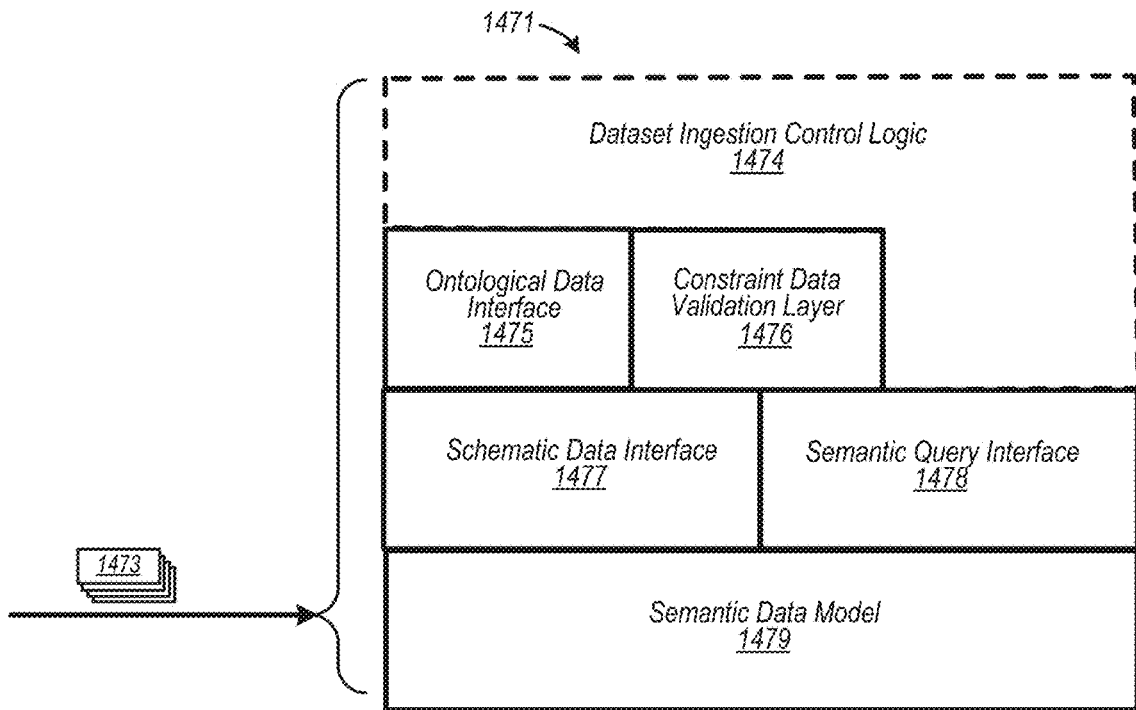 1471
Dataset Ingestion Control Logic
1474
Ontological Data
Interface
1475
Constraint Data
Validation Layer
1476
Schematic Data Interface
1477
Semantic Query Interface
1478
1473
Semantic Data Model
1479